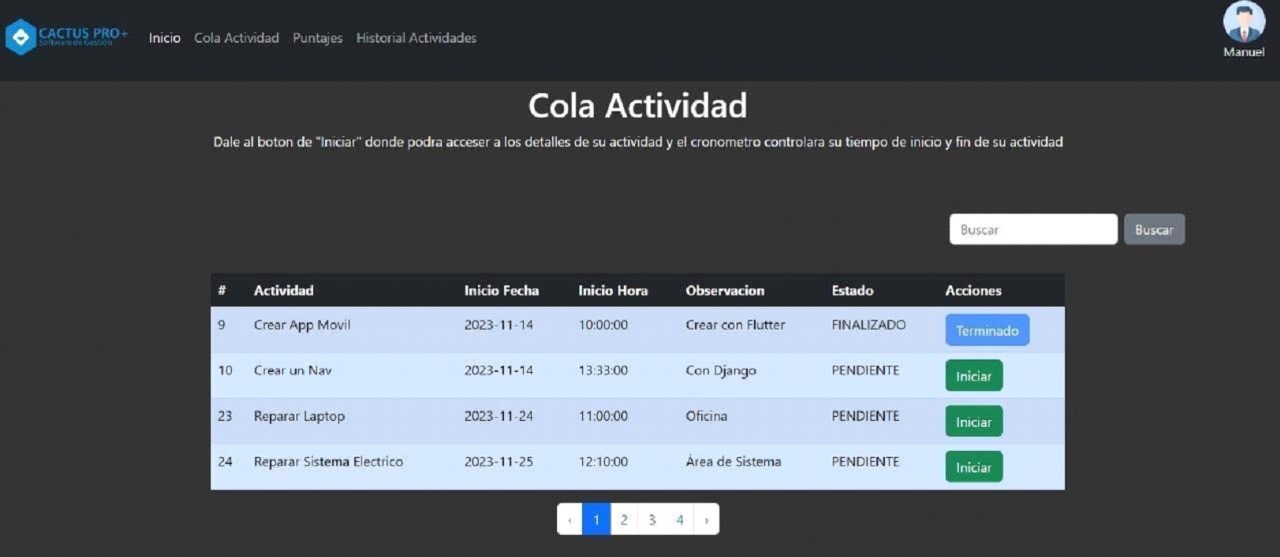 CACTUS PRO+
Software de Gestión
Inicio Cola Actividad Puntajes Historial Actividades
Manuel
Cola Actividad
Dale al boton de "Iniciar" donde podra acceser a los detalles de su actividad y el cronometro controlara su tiempo de inicio y fin de su actividad
Buscar Buscar
# Actividad Inicio Fecha Inicio Hora Observacion Estado Acciones
9 Crear App Movil 2023-11-14 10:00:00 Crear con Flutter FINALIZADO Terminado
10 Crear un Nav 2023-11-14 13:33:00 Con Django PENDIENTE Iniciar
23 Reparar Laptop 2023-11-24 11:00:00 Oficina PENDIENTE Iniciar
24 Reparar Sistema Electrico 2023-11-25 12:10:00 Área de Sistema PENDIENTE Iniciar
‹ 1 2 3 4 ›